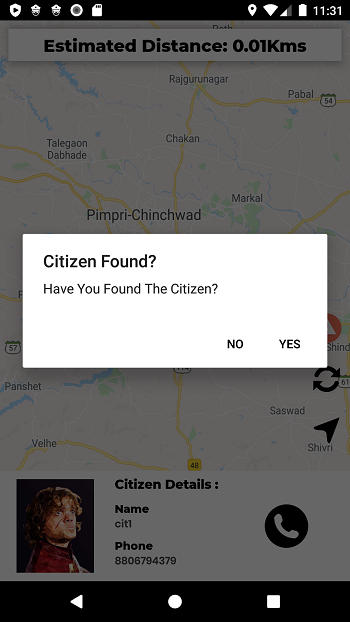 11:31
Estimated Distance: 0.01Kms
Rajgurunagar
Pabal
54
Chakan
Talegaon
Dabhade
Markal
Pimpri-Chinchwad
Citizen Found?
Have You Found The Citizen?
NO YES
57
Shind
61
Panshet
Saswad
Velhe
Shivri
48
Citizen Details :
Name
cit1
Phone
8806794379